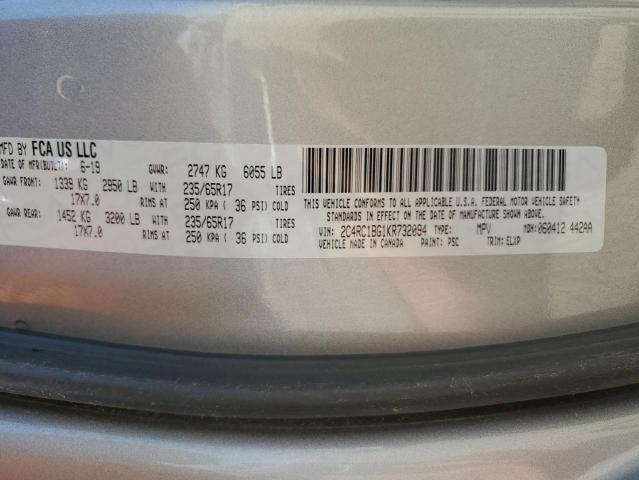 MFD BY FCA US LLC
DATE OF MFR(BUILT): 6-19 GVWR: 2747 KG 6055 LB
GAWR FRONT: 1339 KG 2950 LB WITH 235/65R17 TIRES
17X7.0 RIMS AT 250 KPA ( 36 PSI) COLD
GAWR REAR: 1452 KG 3200 LB WITH 235/65R17 TIRES
17X7.0 RIMS AT 250 KPA ( 36 PSI) COLD
THIS VEHICLE CONFORMS TO ALL APPLICABLE U.S.A. FEDERAL MOTOR VEHICLE SAFETY
STANDARDS IN EFFECT ON THE DATE OF MANUFACTURE SHOWN ABOVE.
VIN: 2C4RC1BG1KR732094 TYPE: MPV MDH: 060412 442AA
VEHICLE MADE IN CANADA PAINT: PSC TRIM: ELXP